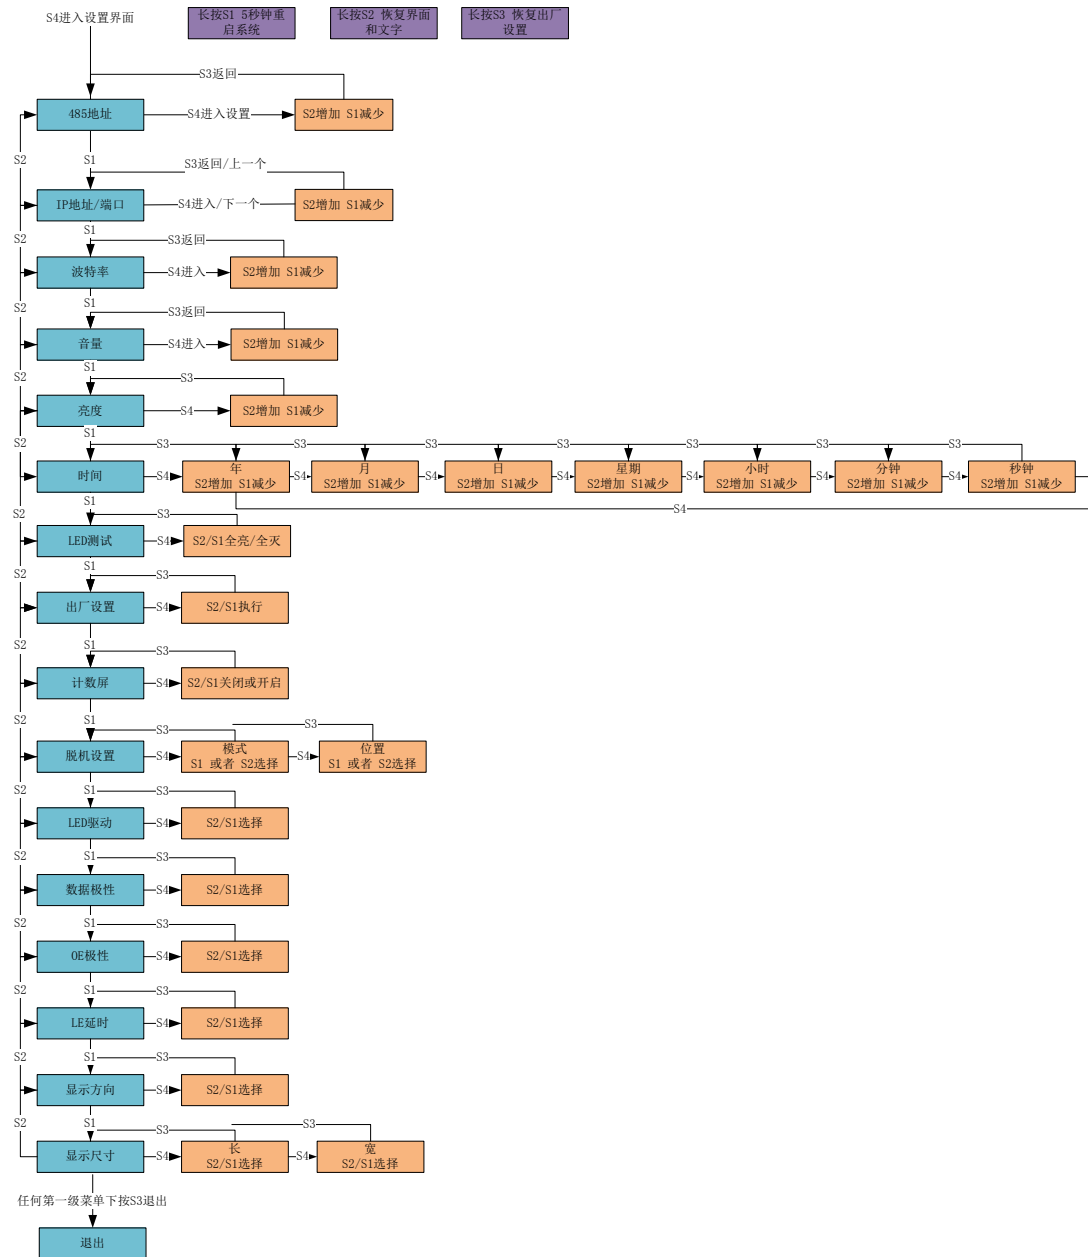 S4进入设置界面
长按S1 5秒钟重
启系统
长按S2 恢复界面
和文字
长按S3 恢复出厂
设置
S3返回
485地址
S4进入设置
S2增加 S1减少
S2
S1
S3返回/上一个
IP地址/端口
S4进入/下一个
S2增加 S1减少
S2
S1
S3返回
波特率
S4进入
S2增加 S1减少
S2
S1
S3返回
音量
S4进入
S2增加 S1减少
S2
S1
S3
亮度
S4
S2增加 S1减少
S2
S1
S3
S3
S3
S3
S3
S3
S3
时间
S4
年
S2增加 S1减少
S4
月
S2增加 S1减少
S4
日
S2增加 S1减少
S4
星期
S2增加 S1减少
S4
小时
S2增加 S1减少
S4
分钟
S2增加 S1减少
S4
秒钟
S2增加 S1减少
S4
S2
S1
S3
LED测试
S4
S2/S1全亮/全灭
S2
S1
S3
出厂设置
S4
S2/S1执行
S2
S1
S3
计数屏
S4
S2/S1关闭或开启
S2
S1
S3
S3
脱机设置
S4
模式
S1 或者 S2选择
S4
位置
S1 或者 S2选择
S2
S1
S3
LED驱动
S4
S2/S1选择
S2
S1
S3
数据极性
S4
S2/S1选择
S2
S1
S3
OE极性
S4
S2/S1选择
S2
S1
S3
LE延时
S4
S2/S1选择
S2
S1
S3
显示方向
S4
S2/S1选择
S2
S1
S3
S3
显示尺寸
S4
长
S2/S1选择
S4
宽
S2/S1选择
任何第一级菜单下按S3退出
退出